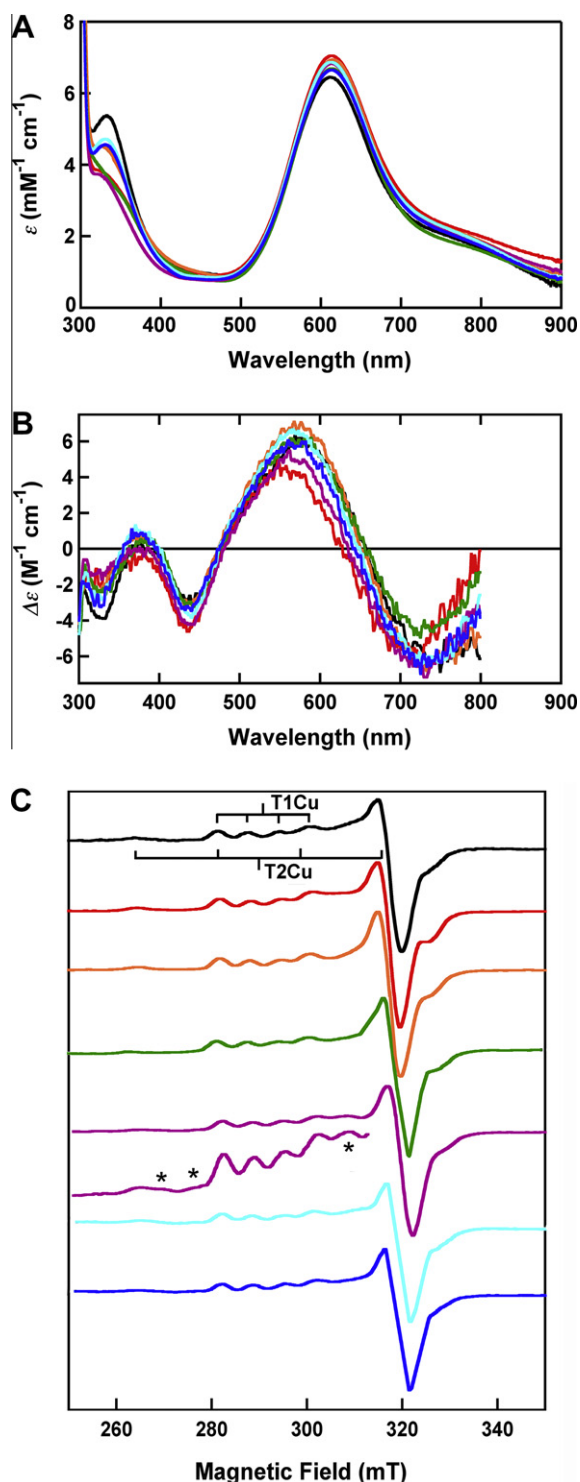 A
ε (mM⁻¹ cm⁻¹)
8
6
4
2
0
300 400 500 600 700 800 900
Wavelength (nm)
B
Δε (M⁻¹ cm⁻¹)
6
4
2
0
-2
-4
-6
300 400 500 600 700 800 900
Wavelength (nm)
C
T1Cu
T2Cu
* * *
260 280 300 320 340
Magnetic Field (mT)